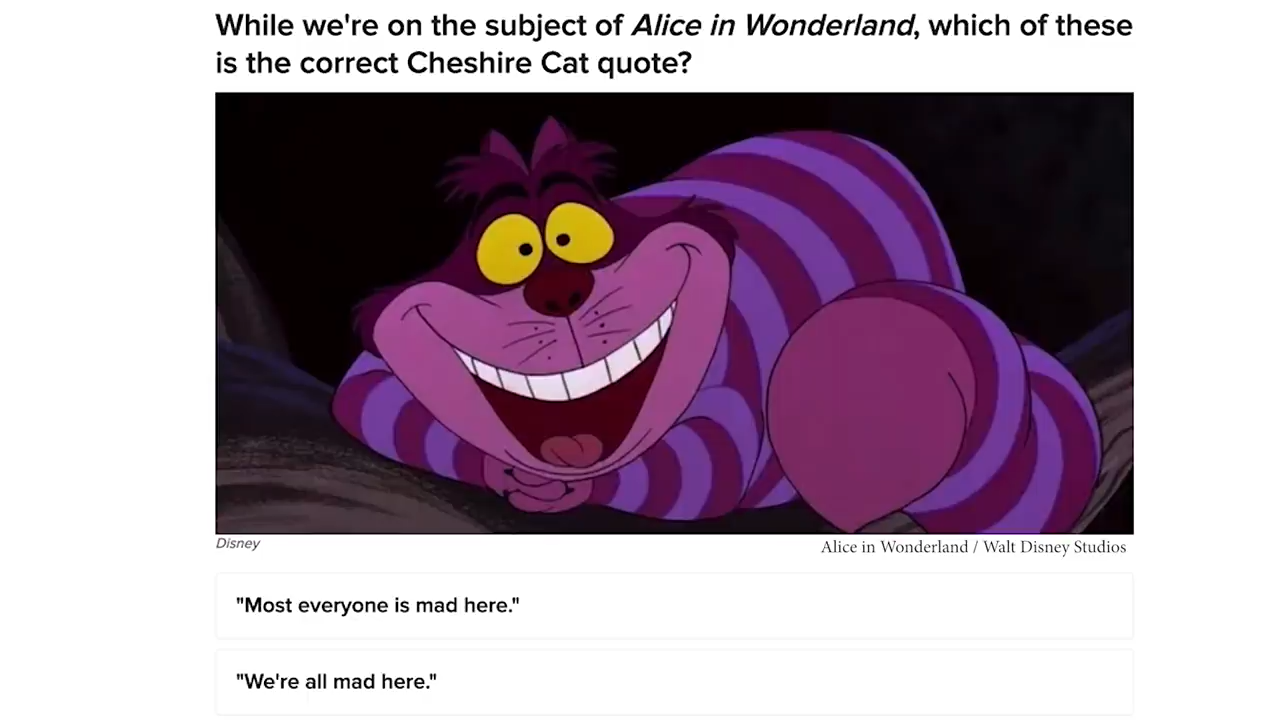 While we're on the subject of Alice in Wonderland, which of these
is the correct Cheshire Cat quote?
Disney
Alice in Wonderland / Walt Disney Studios
"Most everyone is mad here."
"We're all mad here."